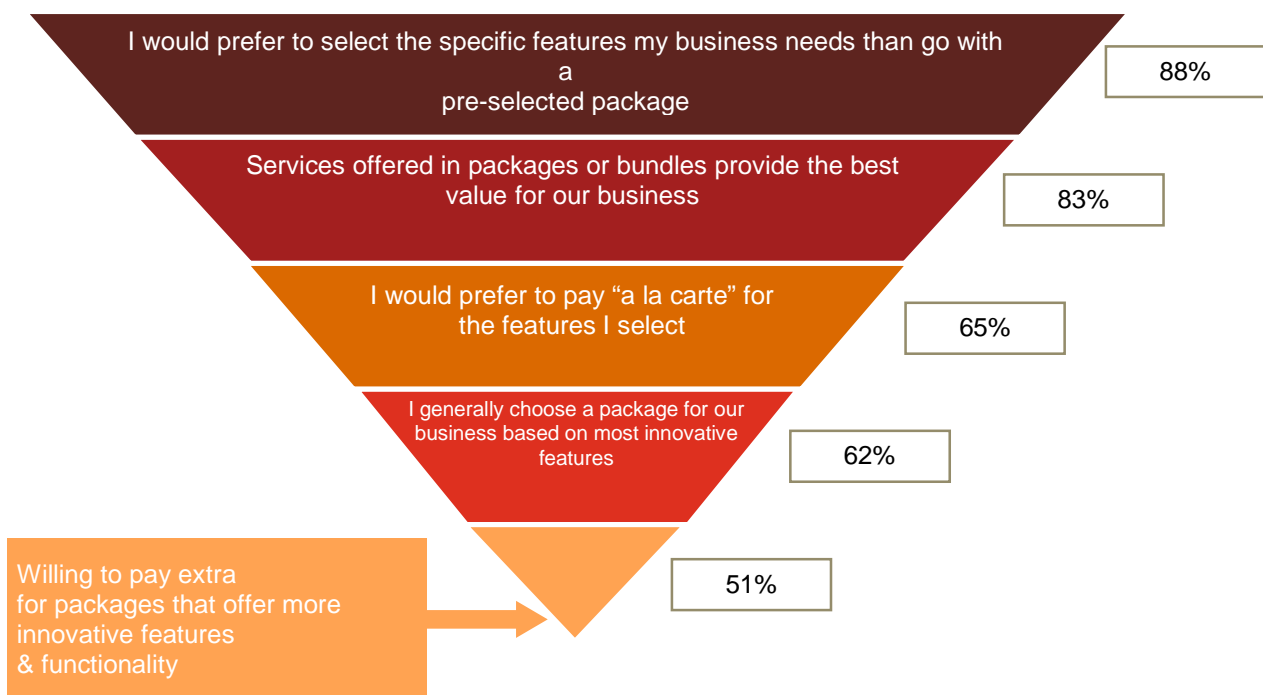 I would prefer to select the specific features my business needs than go with
a
pre-selected package
88%
Services offered in packages or bundles provide the best
value for our business
83%
I would prefer to pay “a la carte” for
the features I select
65%
I generally choose a package for our
business based on most innovative
features
62%
Willing to pay extra
for packages that offer more
innovative features
& functionality
51%